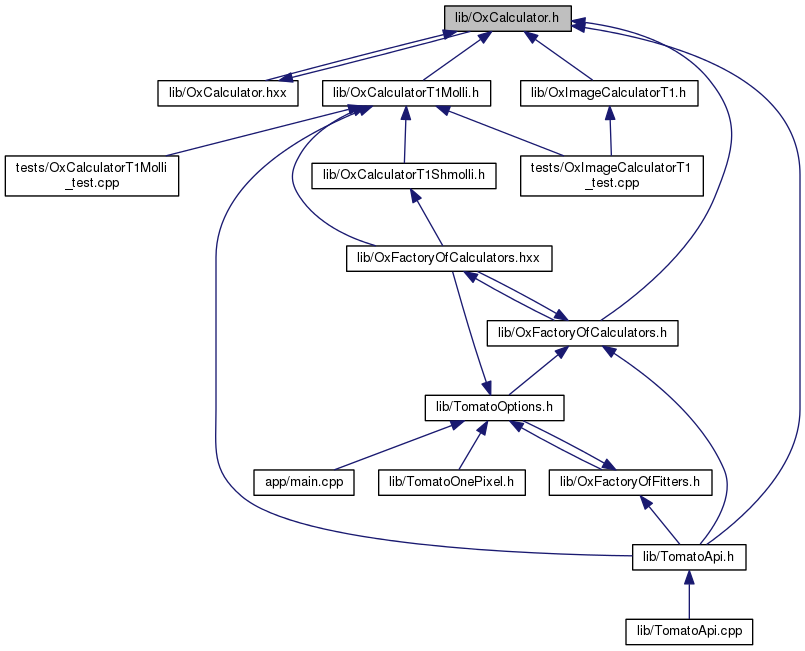 lib/OxCalculator.h
lib/OxCalculator.hxx
lib/OxCalculatorT1Molli.h
lib/OxImageCalculatorT1.h
tests/OxCalculatorT1Molli
_test.cpp
lib/OxCalculatorT1Shmolli.h
tests/OxImageCalculatorT1
_test.cpp
lib/OxFactoryOfCalculators.hxx
lib/OxFactoryOfCalculators.h
lib/TomatoOptions.h
app/main.cpp
lib/TomatoOnePixel.h
lib/OxFactoryOfFitters.h
lib/TomatoApi.h
lib/TomatoApi.cpp